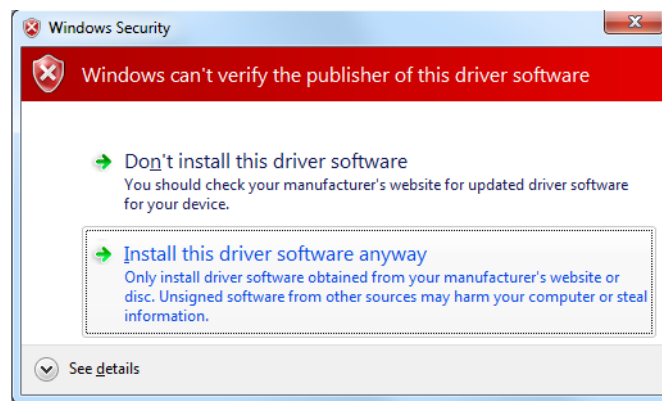 Windows Security
Windows can't verify the publisher of this driver software
Don't install this driver software
You should check your manufacturer's website for updated driver software
for your device.
Install this driver software anyway
Only install driver software obtained from your manufacturer's website or
disc. Unsigned software from other sources may harm your computer or steal
information.
See details